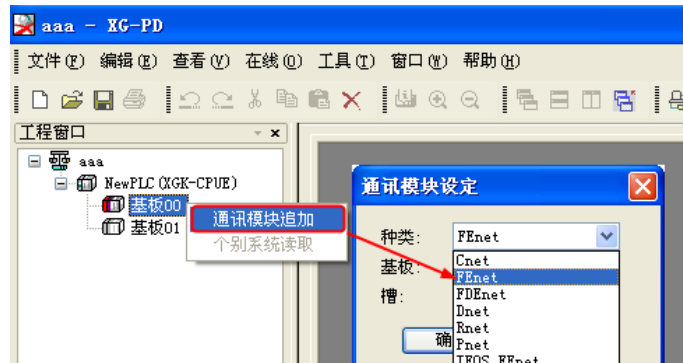 aaa - XG-PD
文件(F) 编辑(E) 查看(V) 在线(O) 工具(T) 窗口(W) 帮助(H)
工程窗口
aaa
NewPLC(XGK-CPUE)
基板00
基板01
通讯模块追加
个别系统读取
通讯模块设定
种类: FEnet
基板:
槽:
Cnet
FEnet
FDEnet
Dnet
Rnet
Pnet
IFOS FEnet
确